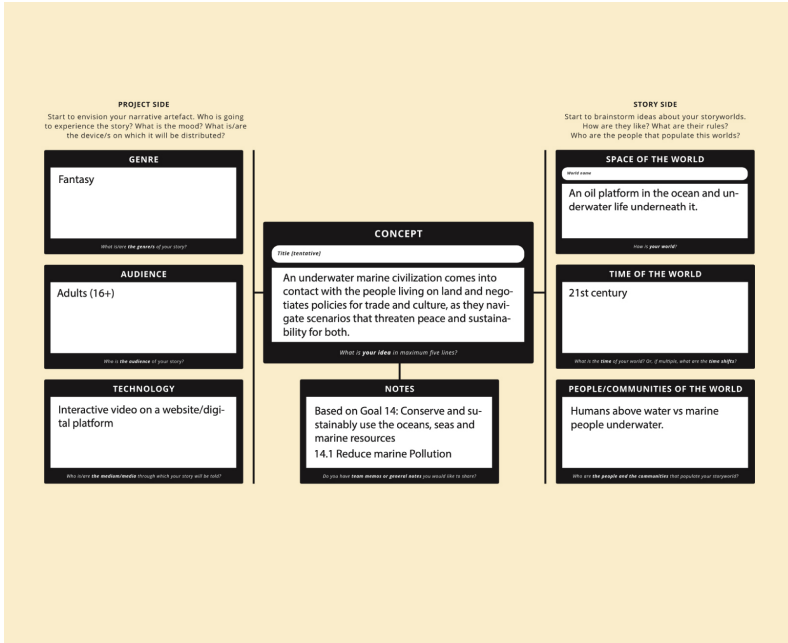 PROJECT SIDE
Start to envision your narrative artefact. Who is going
to experience the story? What is the mood? What is/are
the device/s on which it will be distributed?
GENRE
Fantasy
What is/are the genre/s of your story?
AUDIENCE
Adults (16+)
Who is the audience of your story?
TECHNOLOGY
Interactive video on a website/digi-
tal platform
Who is/are the medium/media through which your story will be told?
CONCEPT
Title [tentative]
An underwater marine civilization comes into
contact with the people living on land and nego-
tiates policies for trade and culture, as they navi-
gate scenarios that threaten peace and sustaina-
bility for both.
What is your idea in maximum five lines?
NOTES
Based on Goal 14: Conserve and su-
stainably use the oceans, seas and
marine resources
14.1 Reduce marine Pollution
Do you have team memos or general notes you would like to share?
STORY SIDE
Start to brainstorm ideas about your storyworlds.
How are they like? What are their rules?
Who are the people that populate this worlds?
SPACE OF THE WORLD
World name
An oil platform in the ocean and un-
derwater life underneath it.
How is your world?
TIME OF THE WORLD
21st century
What is the time of your world? Or, if multiple, what are the time shifts?
PEOPLE/COMMUNITIES OF THE WORLD
Humans above water vs marine
people underwater.
Who are the people and the communities that populate your storyworld?